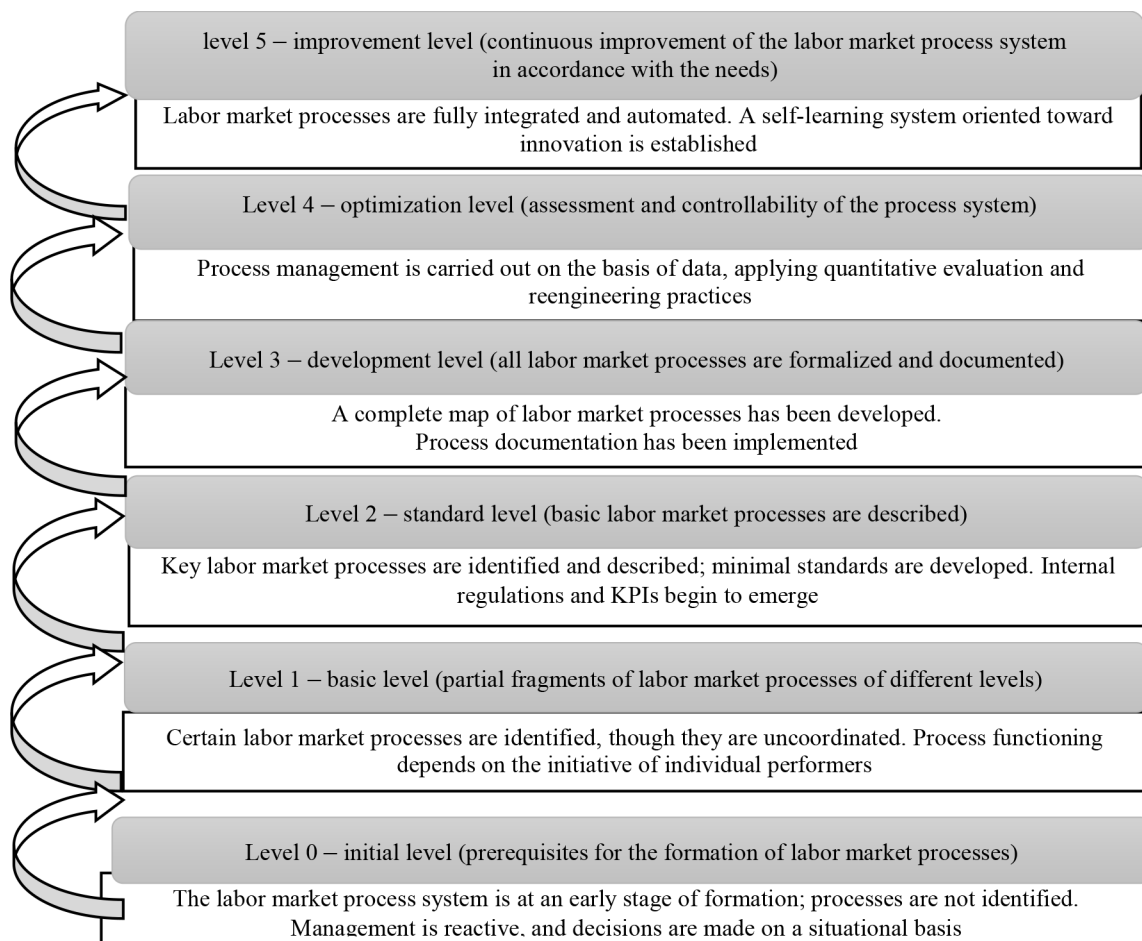 level 5 – improvement level (continuous improvement of the labor market process system
in accordance with the needs)
Labor market processes are fully integrated and automated. A self-learning system oriented toward
innovation is established
Level 4 – optimization level (assessment and controllability of the process system)
Process management is carried out on the basis of data, applying quantitative evaluation and
reengineering practices
Level 3 – development level (all labor market processes are formalized and documented)
A complete map of labor market processes has been developed.
Process documentation has been implemented
Level 2 – standard level (basic labor market processes are described)
Key labor market processes are identified and described; minimal standards are developed. Internal
regulations and KPIs begin to emerge
Level 1 – basic level (partial fragments of labor market processes of different levels)
Certain labor market processes are identified, though they are uncoordinated. Process functioning
depends on the initiative of individual performers
Level 0 – initial level (prerequisites for the formation of labor market processes)
The labor market process system is at an early stage of formation; processes are not identified.
Management is reactive, and decisions are made on a situational basis